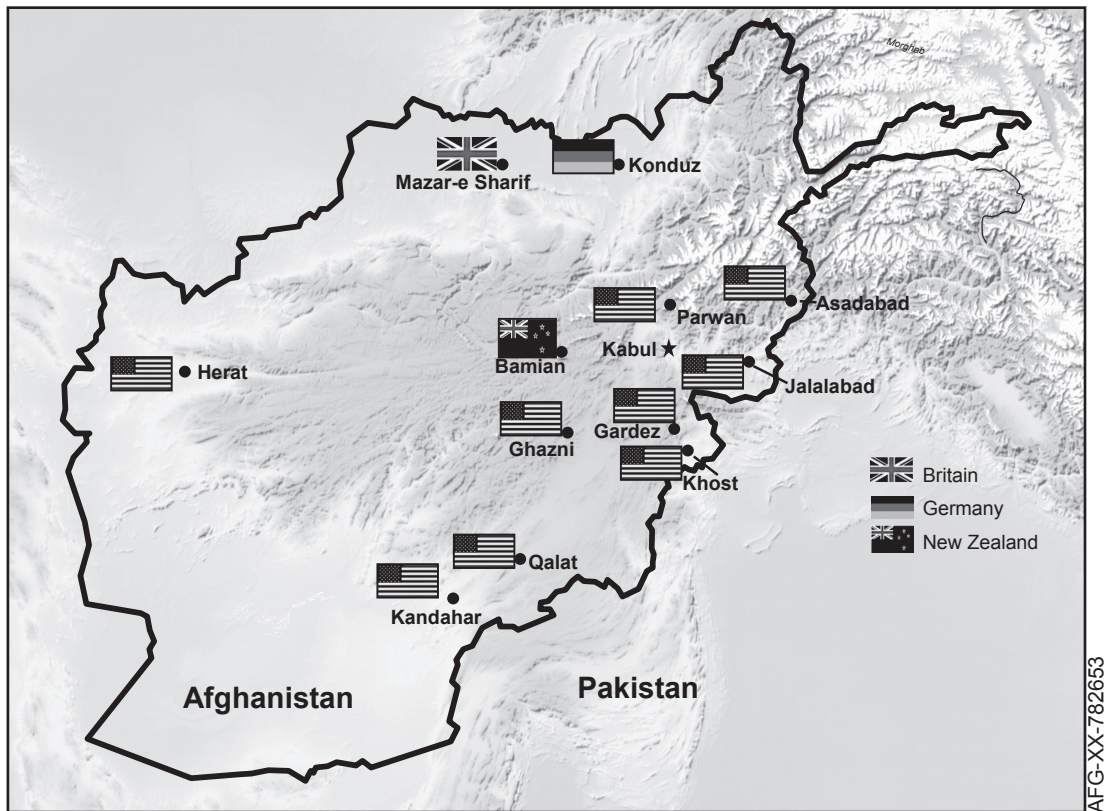 Morghab
Mazar-e Sharif
Konduz
Asadabad
Parwan
Kabul
Bamian
Herat
Jalalabad
Ghazni
Gardez
Khost
Britain
Germany
New Zealand
Qalat
Kandahar
Afghanistan
Pakistan
AFG-XX-782653